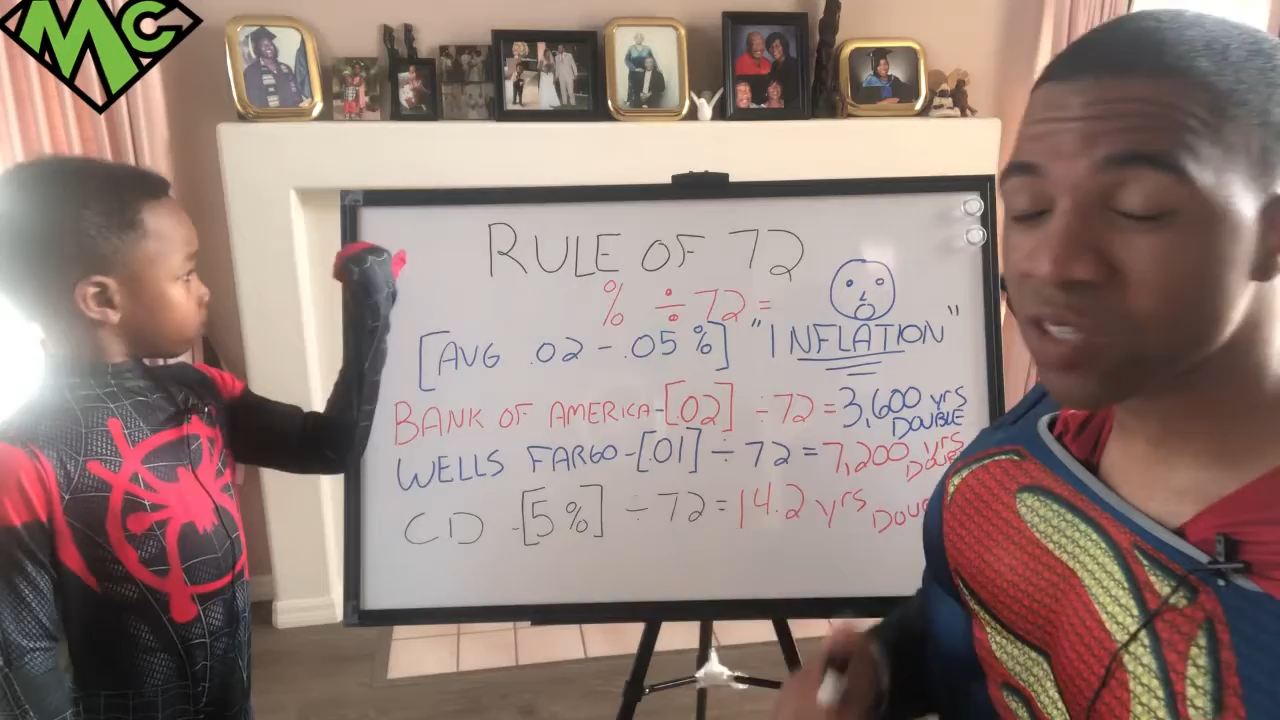 MC
RULE OF 72
% ÷ 72 =
[AVG .02 - .05 %] "INFLATION"
BANK OF AMERICA - [.02] ÷ 72 = 3,600 yrs
DOUBLE
WELLS FARGO - [.01] ÷ 72 = 7,200 yrs
CD - [5%] ÷ 72 = 14.2 yrs